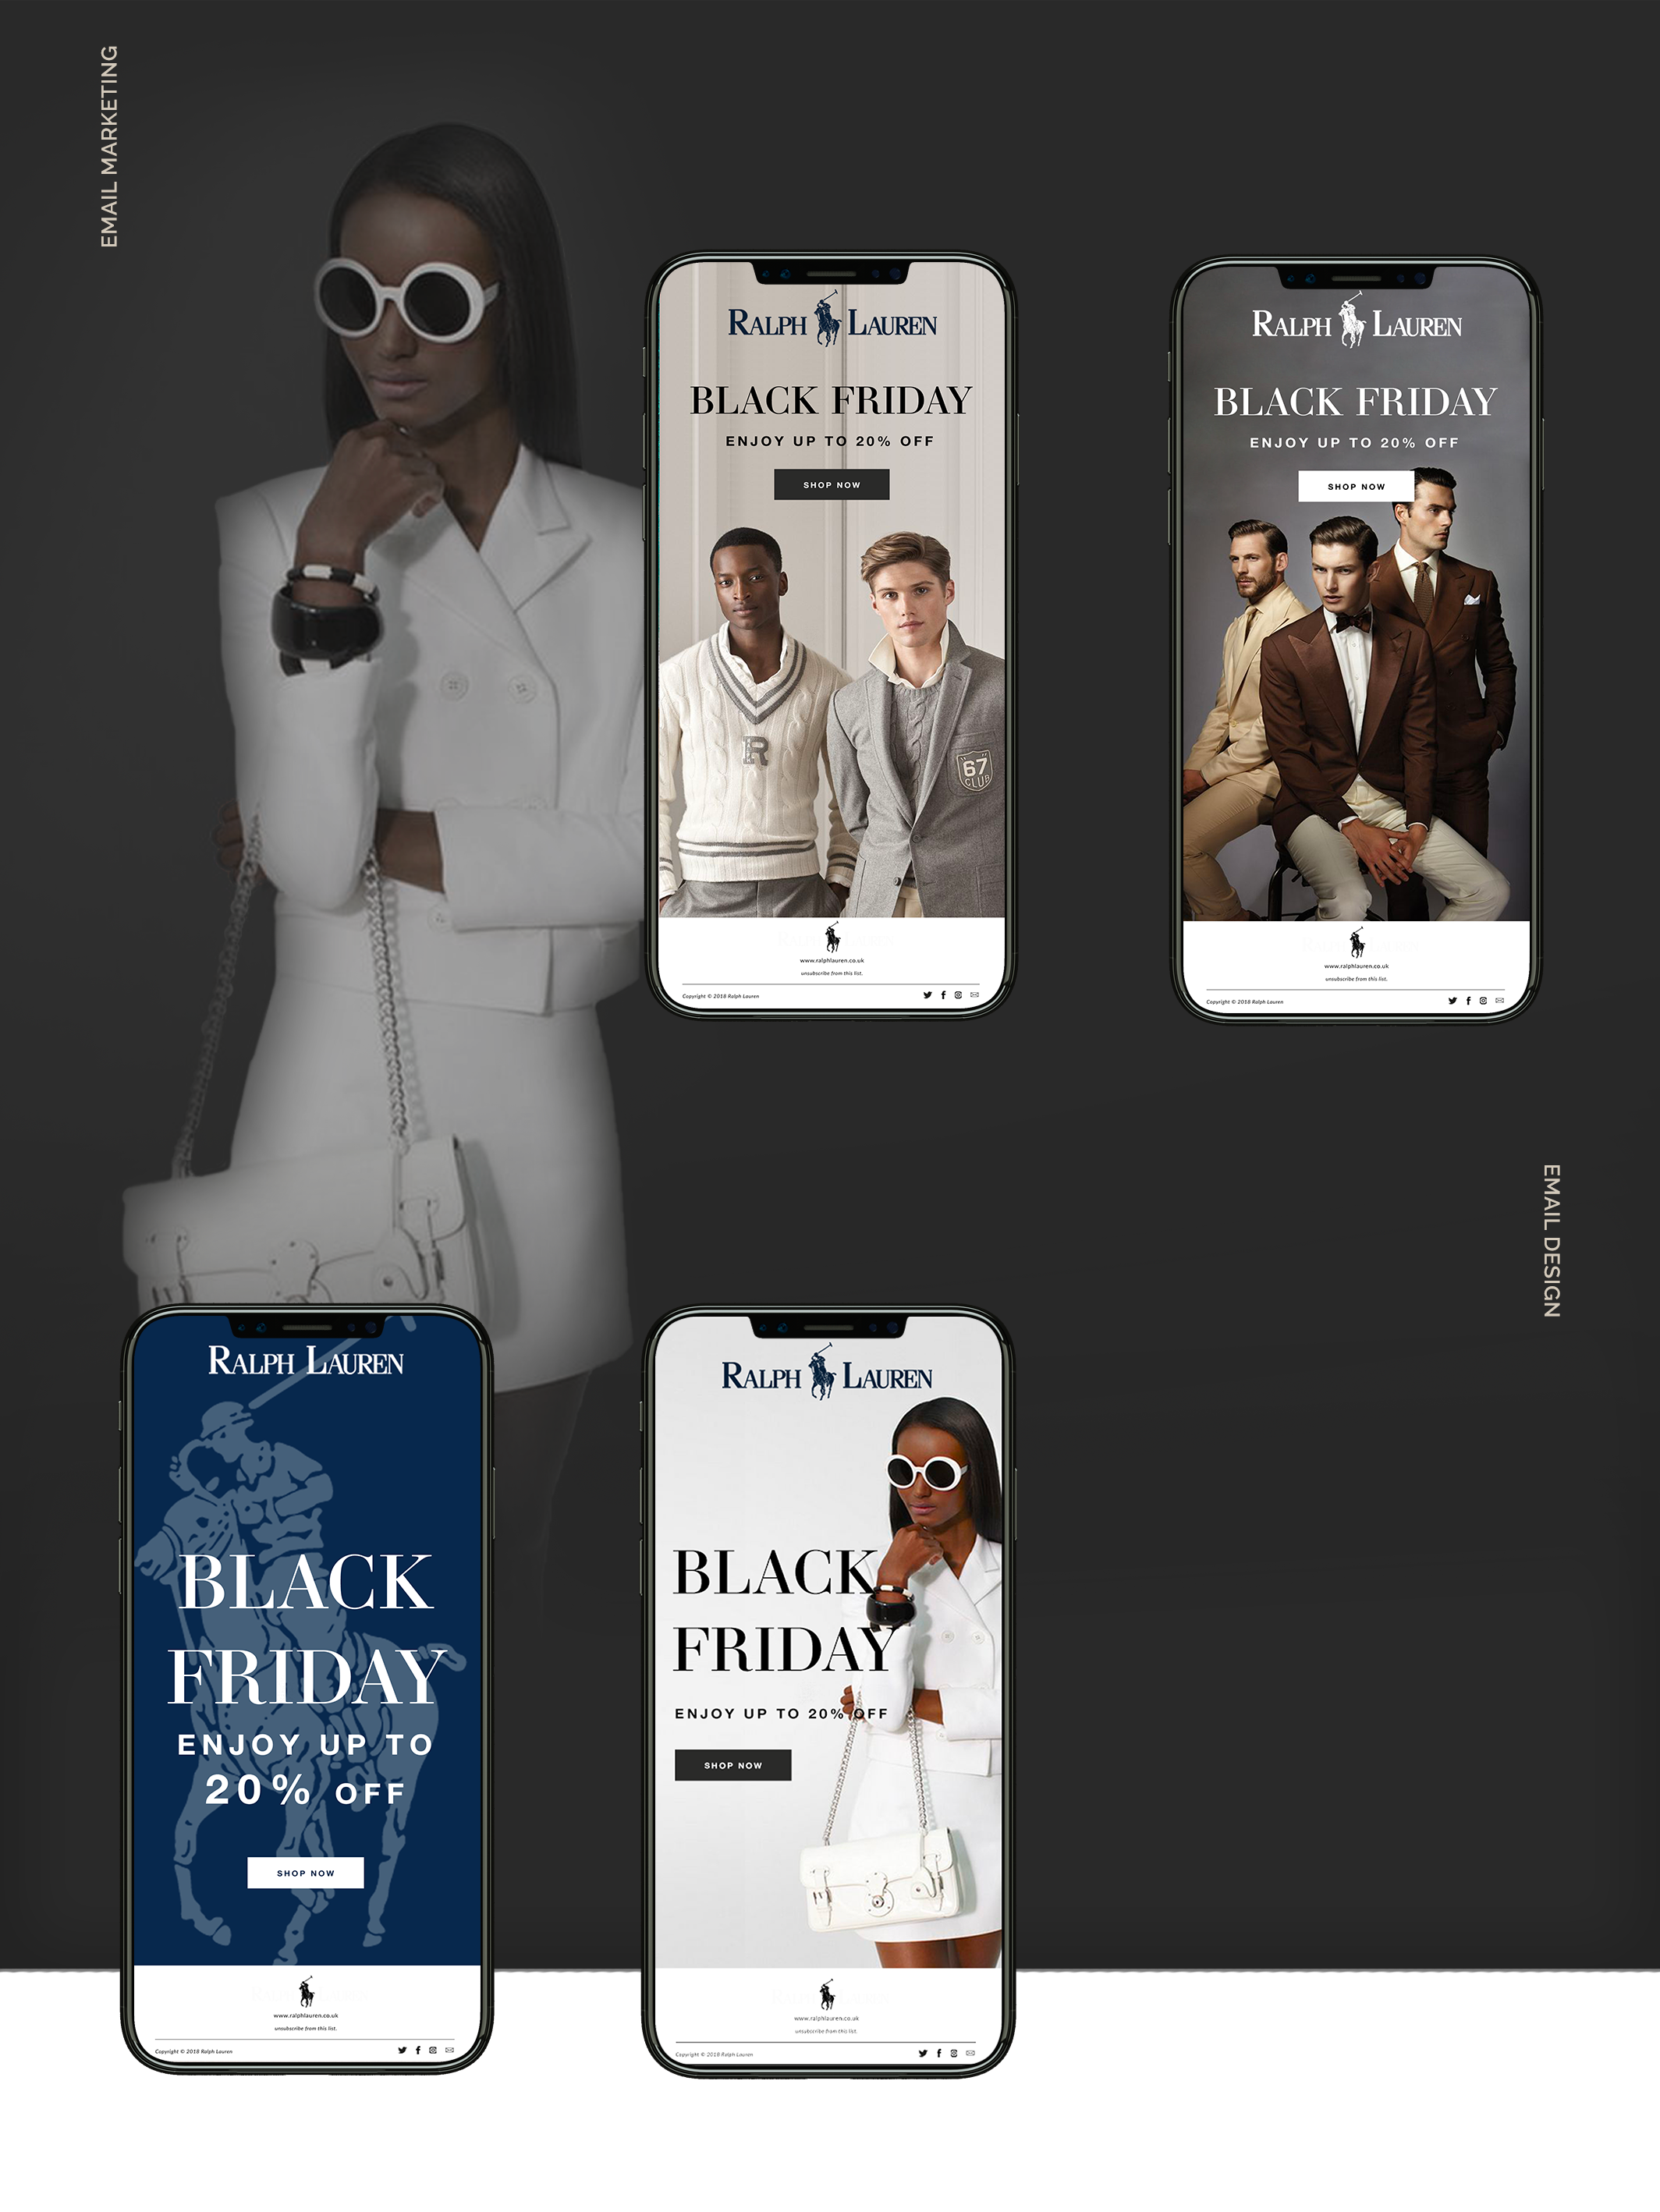 EMAIL MARKETING
RALPH LAUREN
BLACK FRIDAY
ENJOY UP TO 20% OFF
SHOP NOW
R
"67"
CLUB
www.ralphlauren.co.uk
unsubscribe from this list.
Copyright © 2018 Ralph Lauren
RALPH LAUREN
BLACK FRIDAY
ENJOY UP TO 20% OFF
SHOP NOW
www.ralphlauren.co.uk
unsubscribe from this list.
Copyright © 2018 Ralph Lauren
EMAIL DESIGN
RALPH LAUREN
BLACK
FRIDAY
ENJOY UP TO
20% OFF
SHOP NOW
www.ralphlauren.co.uk
unsubscribe from this list.
Copyright © 2018 Ralph Lauren
RALPH LAUREN
BLACK
FRIDAY
ENJOY UP TO 20% OFF
SHOP NOW
www.ralphlauren.co.uk
unsubscribe from this list.
Copyright © 2018 Ralph Lauren